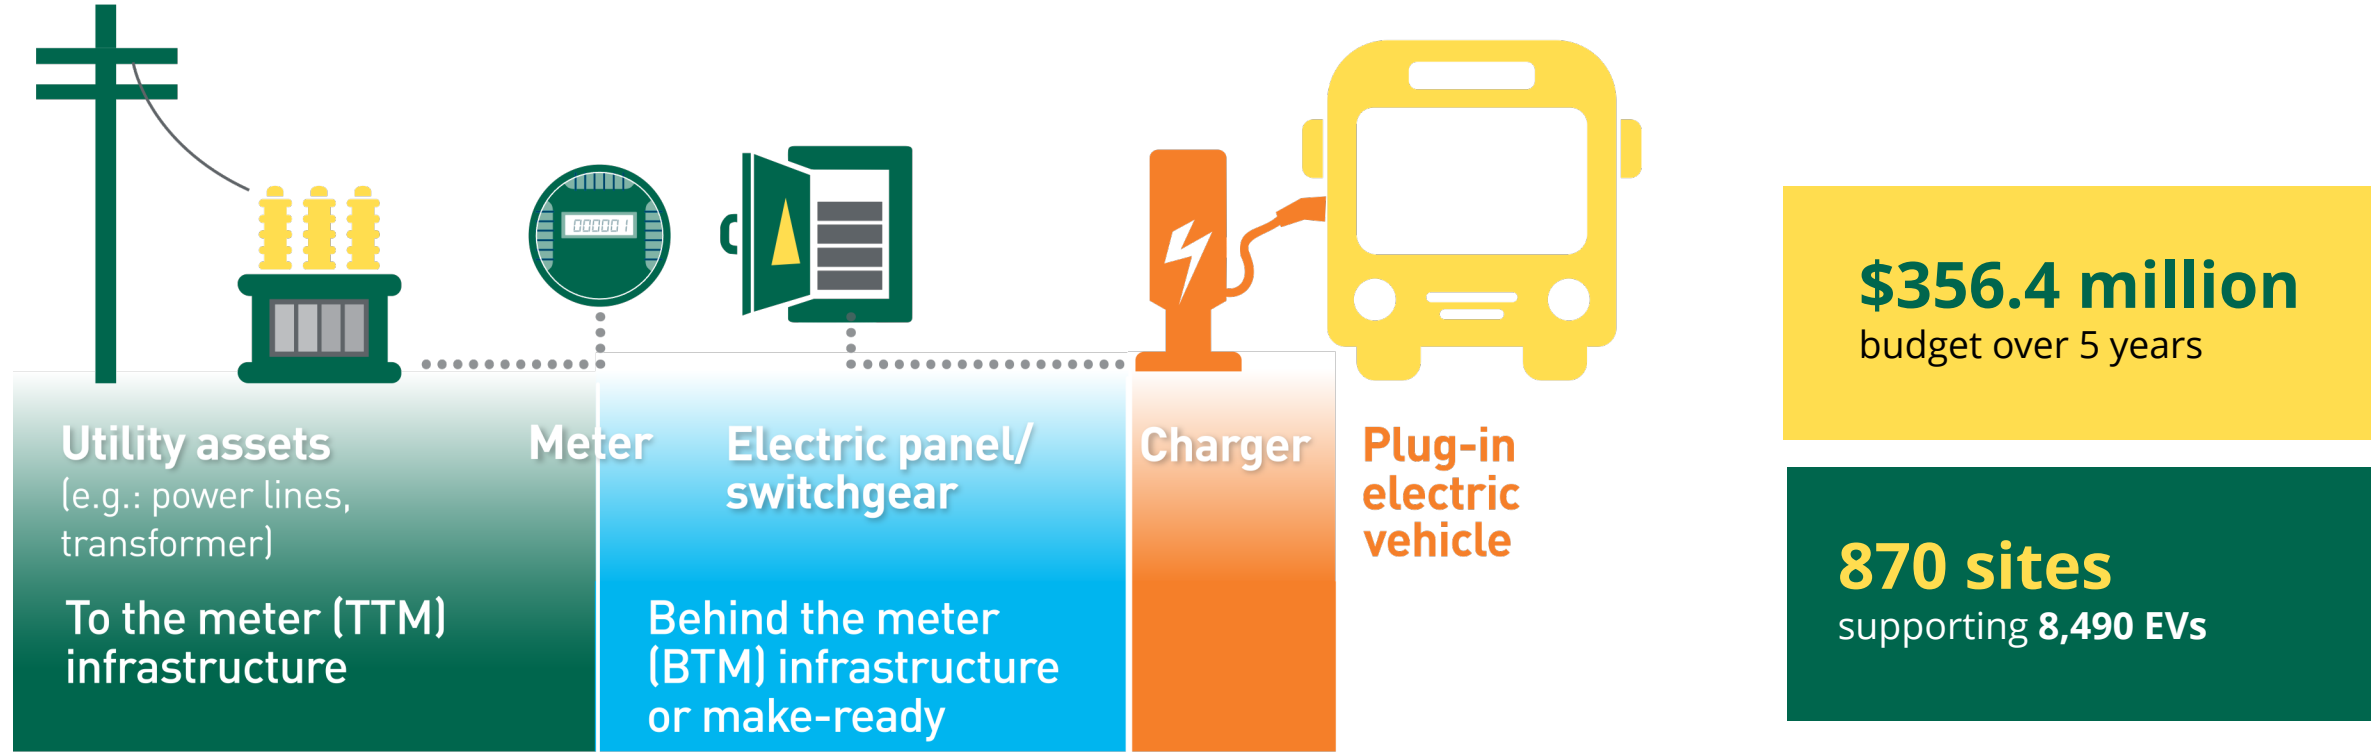 000001
Utility assets
(e.g.: power lines,
transformer)
To the meter (TTM)
infrastructure
Meter
Electric panel/
switchgear
Behind the meter
(BTM) infrastructure
or make-ready
Charger
Plug-in
electric
vehicle
$356.4 million
budget over 5 years
870 sites
supporting 8,490 EVs